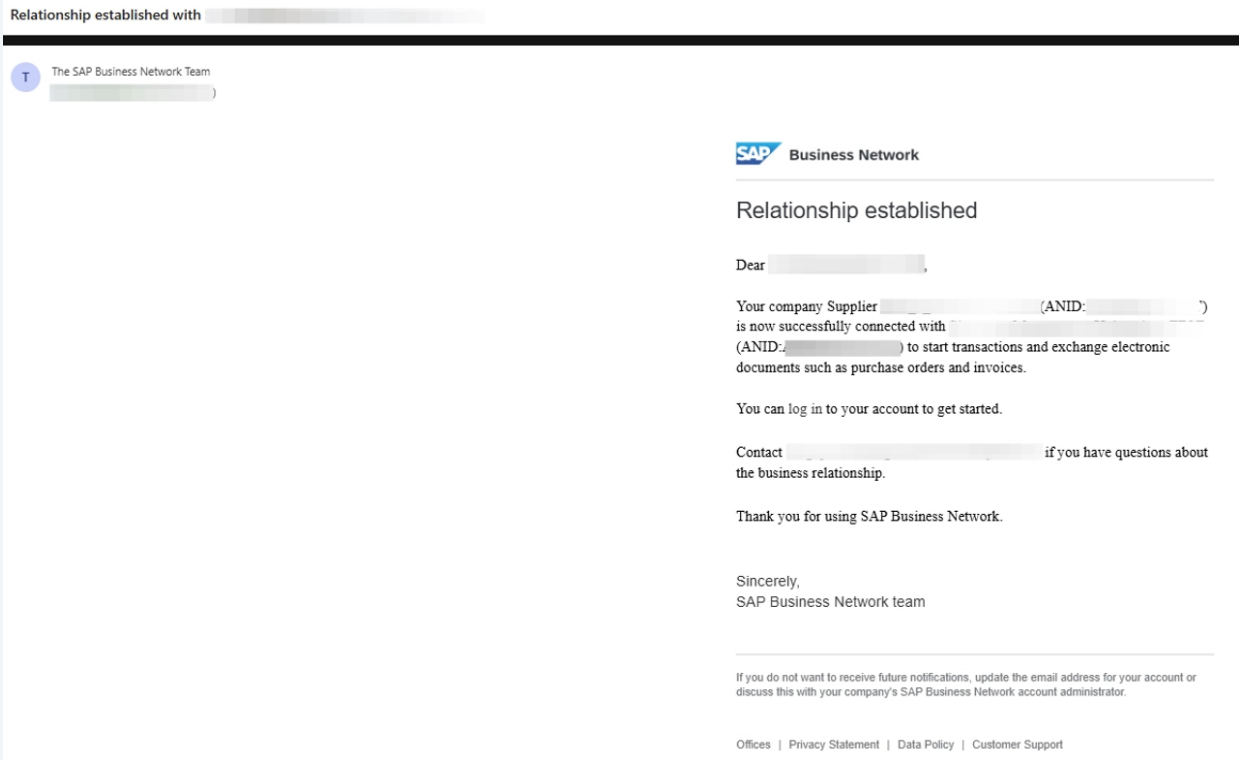 Relationship established with
T
The SAP Business Network Team
)
SAP Business Network
Relationship established
Dear ,
Your company Supplier (ANID: )
is now successfully connected with
(ANID: ) to start transactions and exchange electronic
documents such as purchase orders and invoices.
You can log in to your account to get started.
Contact if you have questions about
the business relationship.
Thank you for using SAP Business Network.
Sincerely,
SAP Business Network team
If you do not want to receive future notifications, update the email address for your account or
discuss this with your company's SAP Business Network account administrator.
Offices | Privacy Statement | Data Policy | Customer Support